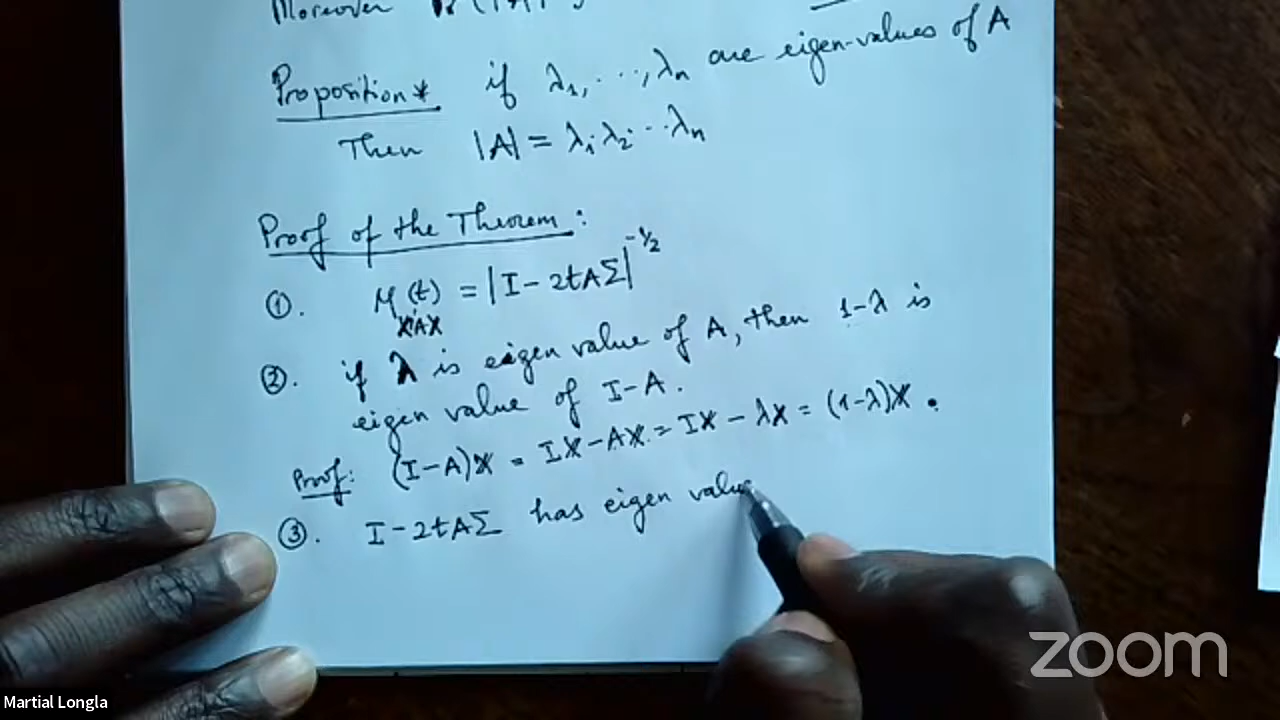 Moreover
Proposition* if λ₁, ..., λₙ are eigen-values of A
Then |A| = λ₁ λ₂ ... λₙ
Proof of the Theorem :
①. M_{X'AX}(t) = |I - 2tAΣ|^{-1/2}
②. if λ is eigen value of A, then 1-λ is
eigen value of I-A.
Proof: (I-A)X = IX - AX = IX - λX = (1-λ)X .
③. I - 2tAΣ has eigen value
zoom
Martial Longla